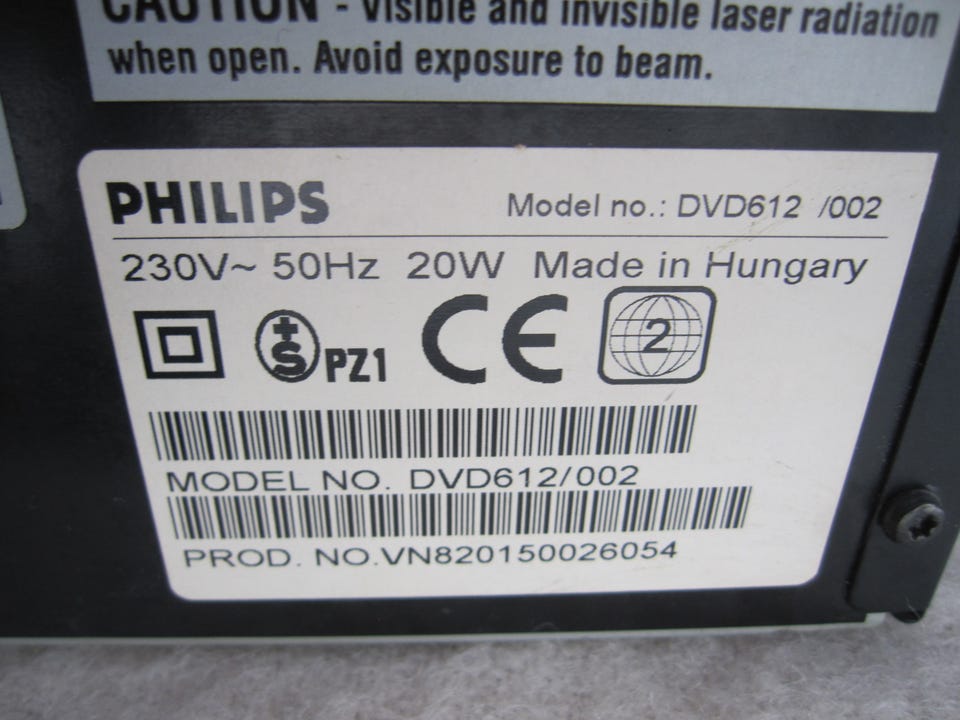 CAUTION - Visible and invisible laser radiation
when open. Avoid exposure to beam.
PHILIPS
Model no.: DVD612 /002
230V~ 50Hz 20W Made in Hungary
+S PZ1 CE 2
MODEL NO. DVD612/002
PROD. NO.VN820150026054